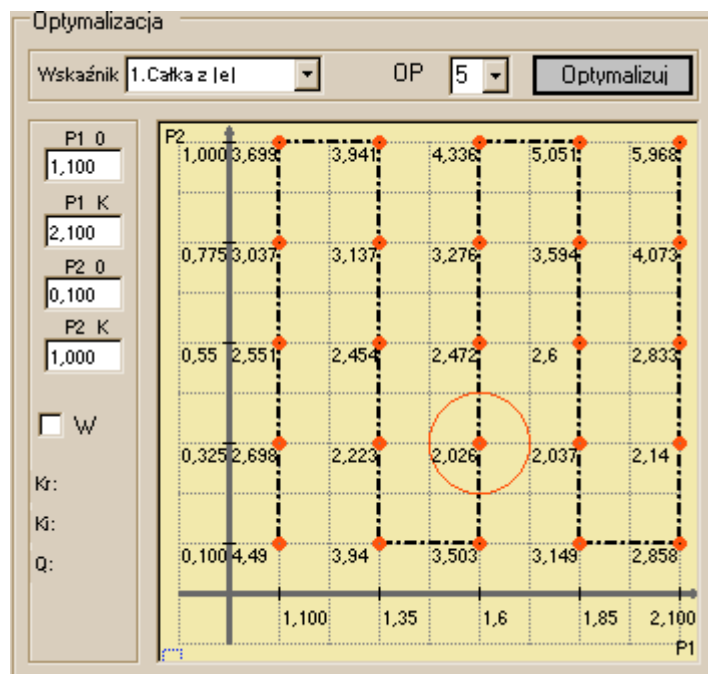 Optymalizacja
Wskaźnik 1.Całka z |e| OP 5 Optymalizuj
P1 0
1,100
P1 K
2,100
P2 0
0,100
P2 K
1,000
W
Kr:
Ki:
Q:
P2
1,000 3,699 3,941 4,336 5,051 5,968
0,775 3,037 3,137 3,276 3,594 4,073
0,55 2,551 2,454 2,472 2,6 2,833
0,325 2,698 2,223 2,026 2,037 2,14
0,100 4,49 3,94 3,503 3,149 2,858
1,100 1,35 1,6 1,85 2,100
P1